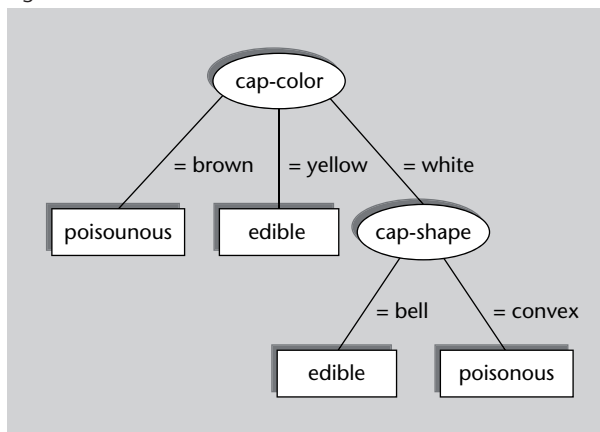 cap-color
= brown
= yellow
= white
poisounous
edible
cap-shape
= bell
= convex
edible
poisonous